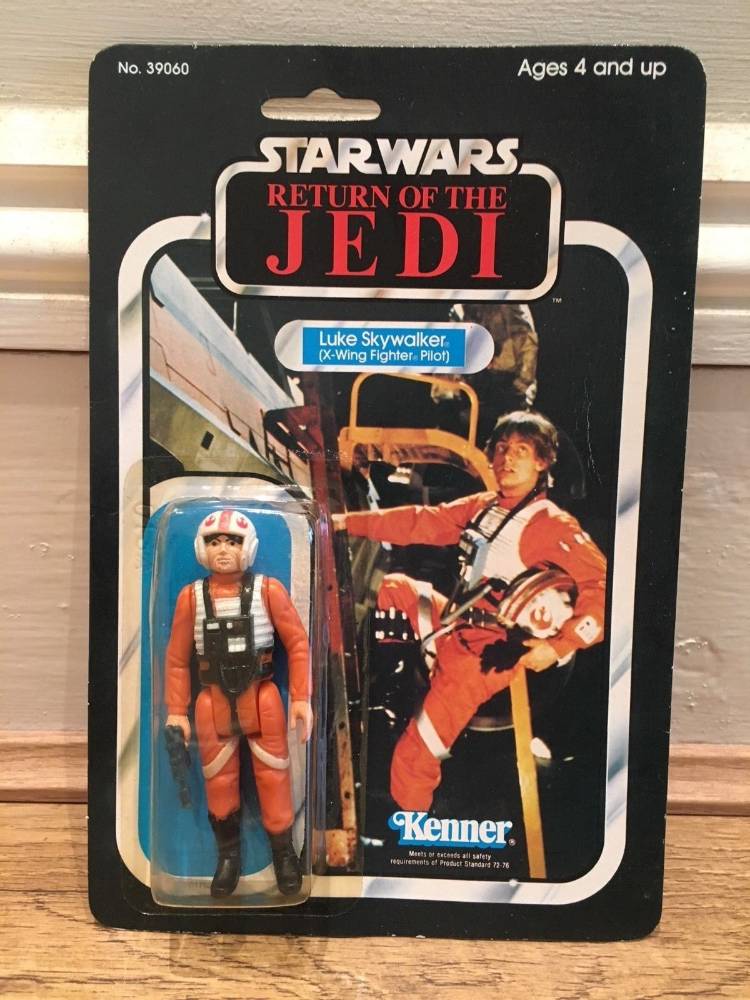 No. 39060
Ages 4 and up
STAR WARS
RETURN OF THE
JEDI
TM
Luke Skywalker®
(X-Wing Fighter® Pilot)
Kenner®
Meets or exceeds all safety
requirements of Product Standard 72-76